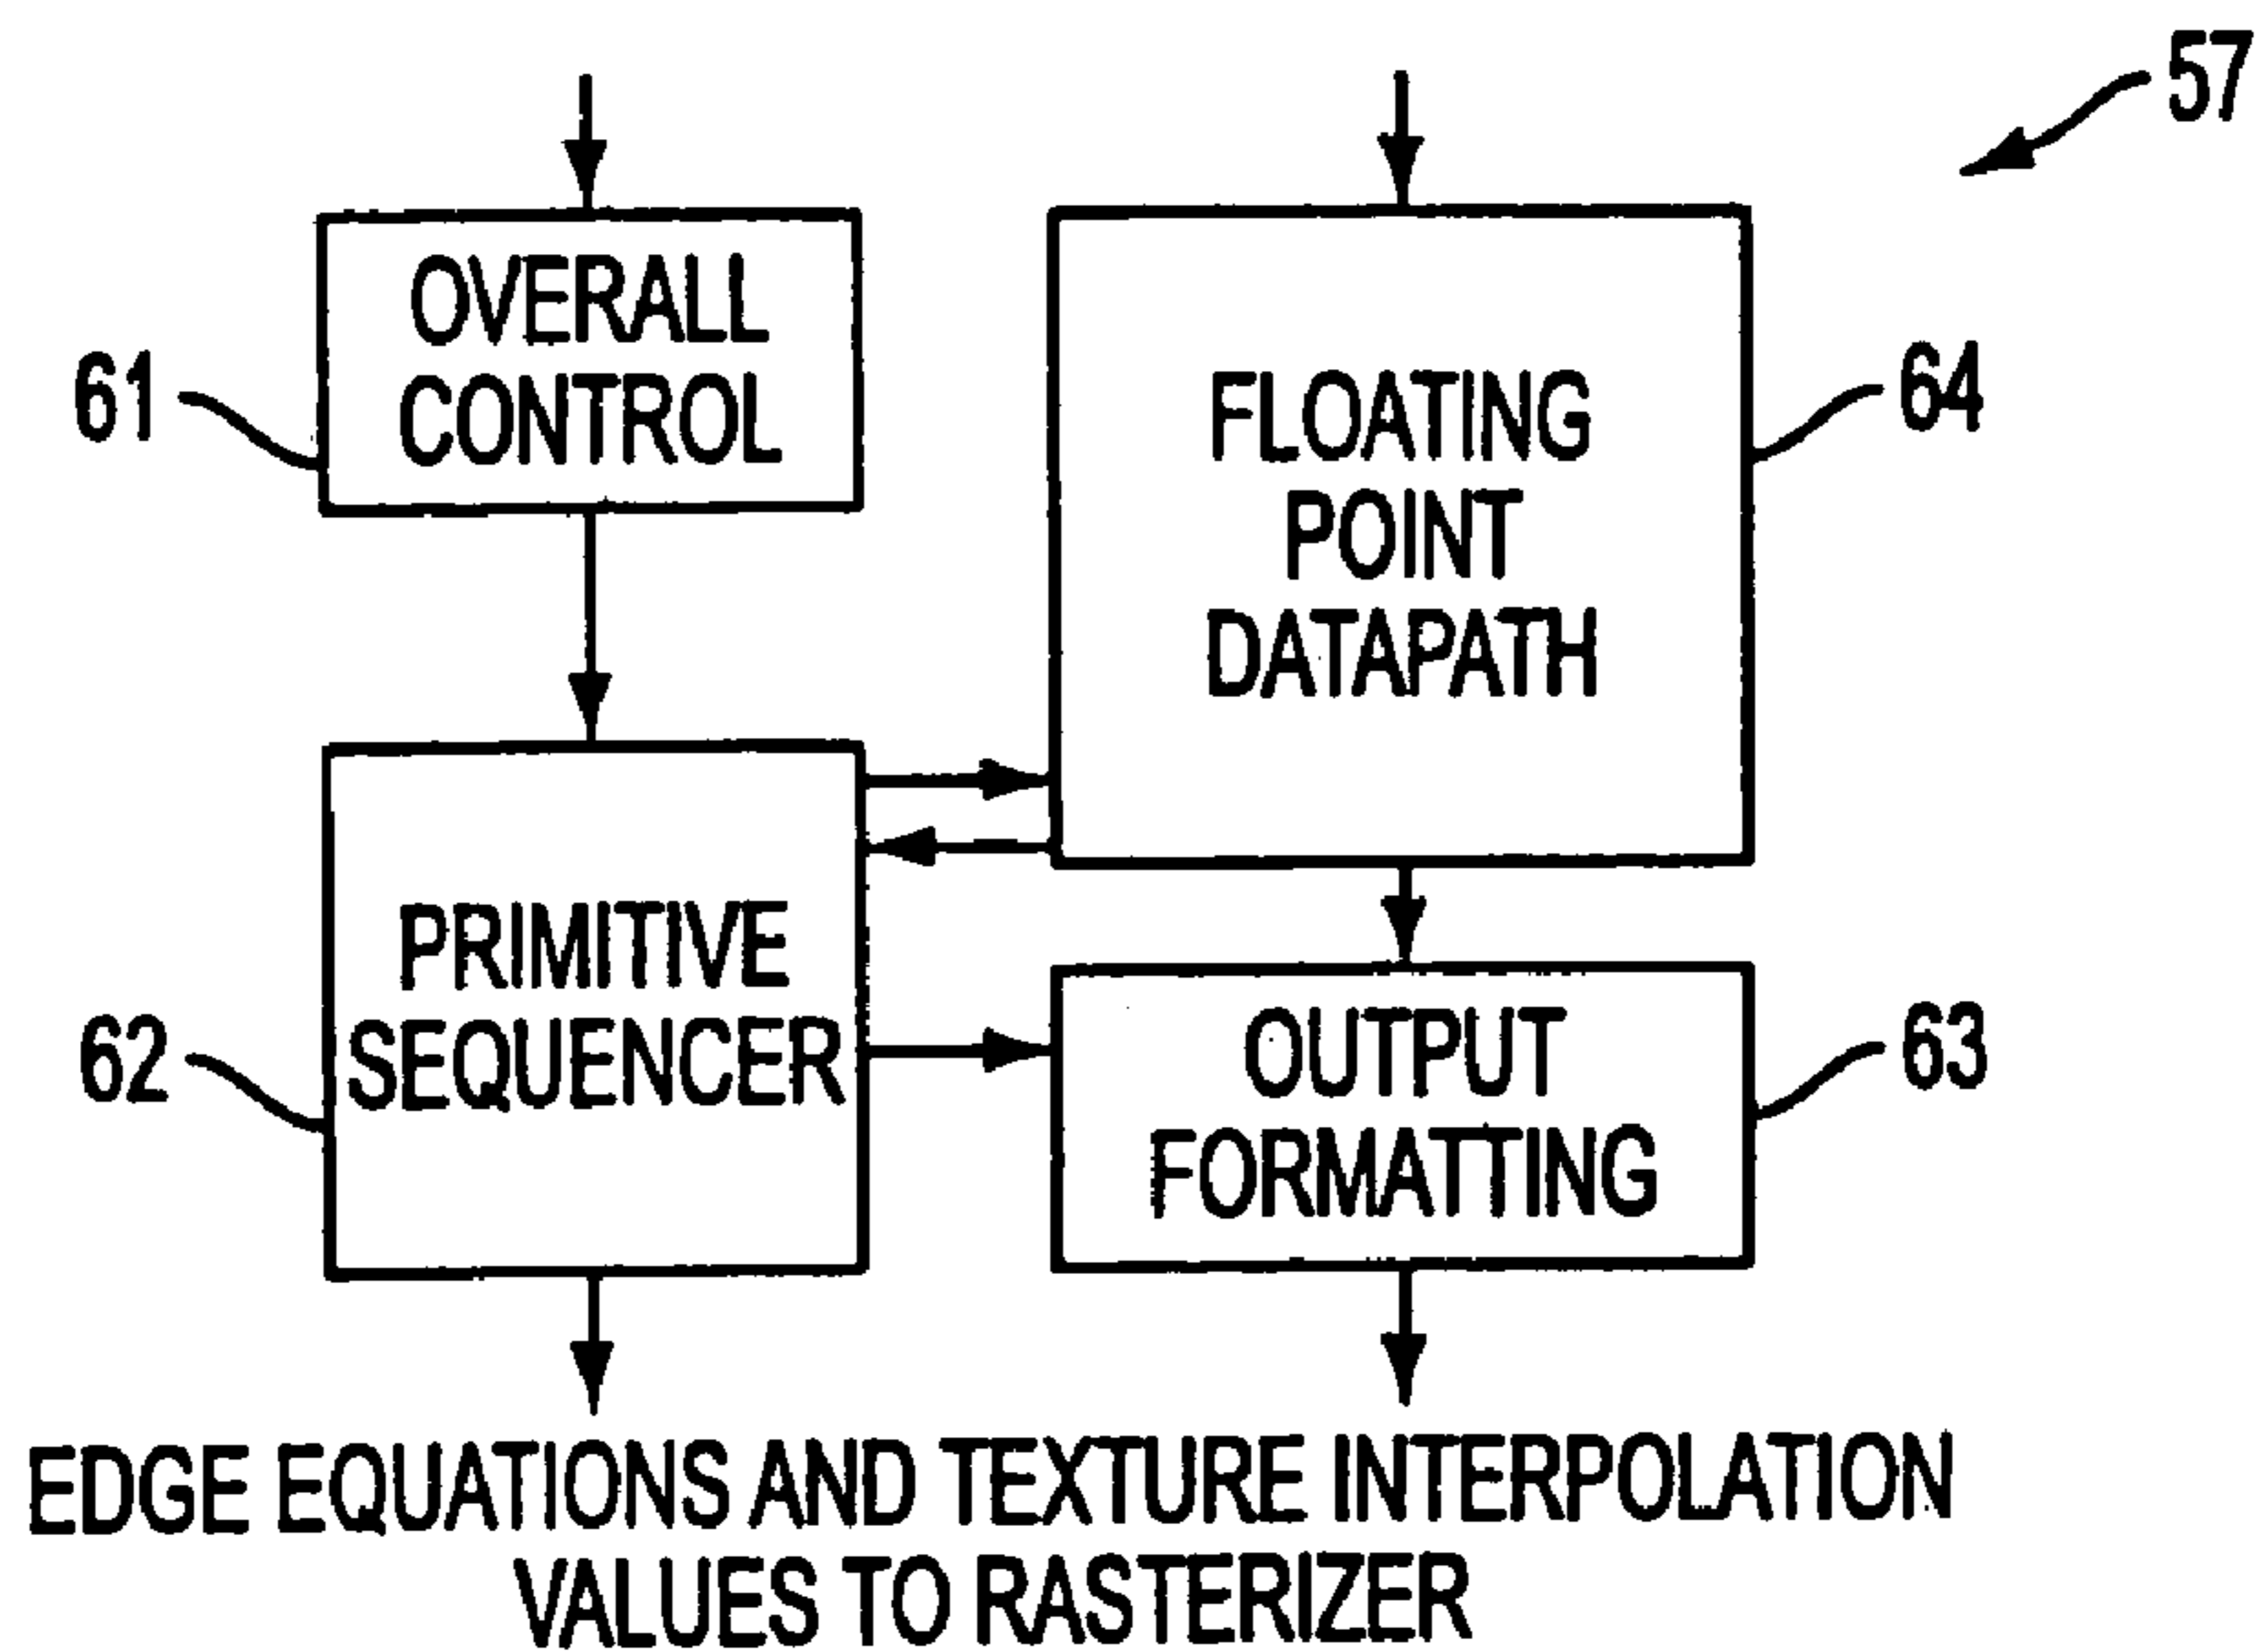 57
OVERALL
CONTROL
61
FLOATING
POINT
DATAPATH
64
PRIMITIVE
SEQUENCER
62
OUTPUT
FORMATTING
63
EDGE EQUATIONS AND TEXTURE INTERPOLATION
VALUES TO RASTERIZER